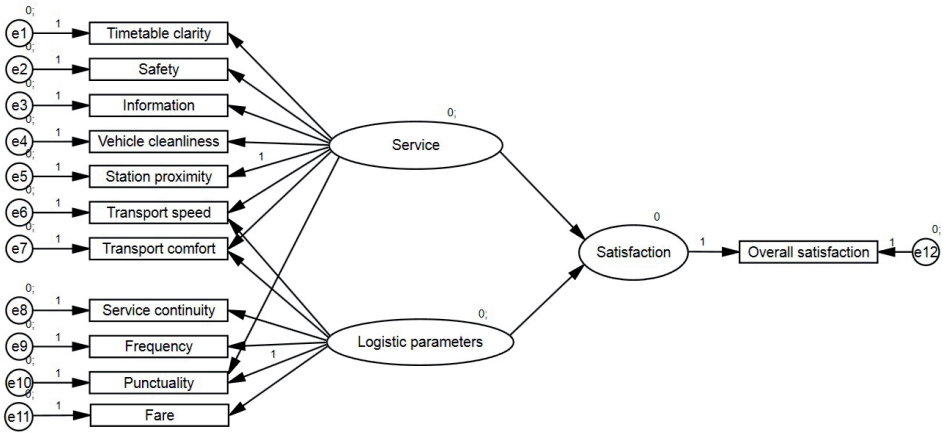 0;
e1 1 Timetable clarity
0;
e2 1 Safety
0;
e3 1 Information
0;
0;
e4 1 Vehicle cleanliness
Service
0;
1
e5 1 Station proximity
0;
e6 1 Transport speed
0
0;
0;
e7 1 Transport comfort
Satisfaction 1 Overall satisfaction 1 e12
0;
e8 1 Service continuity
0;
0;
e9 1 Frequency
Logistic parameters
1
0;
e10 1 Punctuality
0;
e11 1 Fare